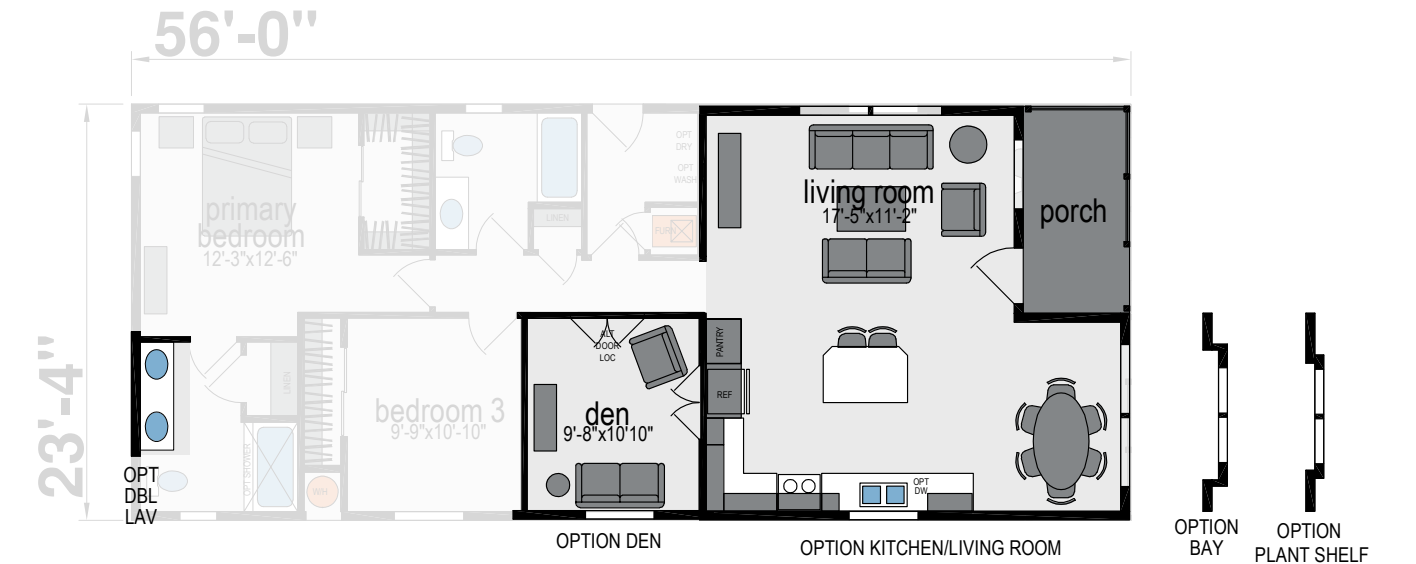 56'-0"
23'-4"
primary
bedroom
12'-3"x12'-6"
LINEN
OPT
DRY
OPT
WASH
FURN
living room
17'-5"x11'-2"
porch
LINEN
OPT SHOWER
OPT
DBL
LAV
W/H
bedroom 3
9'-9"x10'-10"
ALT
DOOR
LOC
den
9'-8"x10'10"
PANTRY
REF
OPT
DW
OPTION DEN
OPTION KITCHEN/LIVING ROOM
OPTION
BAY
OPTION
PLANT SHELF